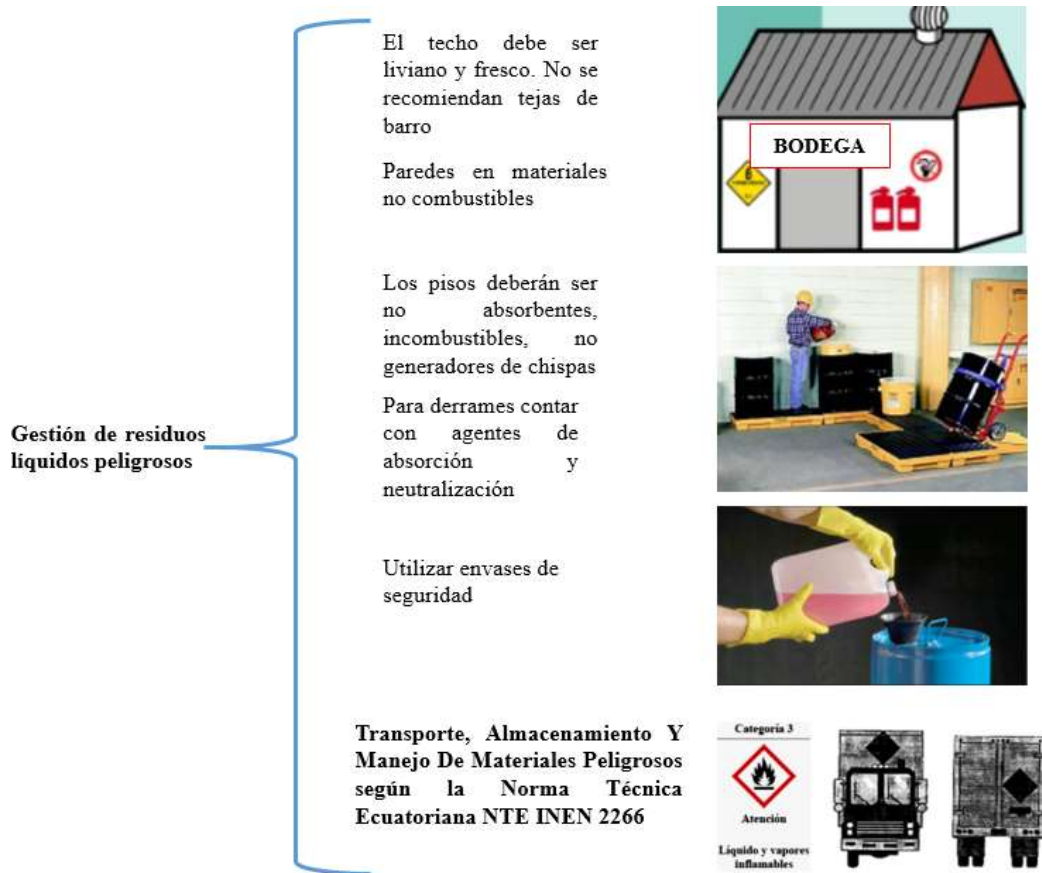 El techo debe ser
liviano y fresco. No se
recomiendan tejas de
barro
BODEGA
6
Paredes en materiales
no combustibles
Los pisos deberán ser
no absorbentes,
incombustibles, no
generadores de chispas
Para derrames contar
con agentes de
absorción y
neutralización
Gestión de residuos
líquidos peligrosos
Utilizar envases de
seguridad
Transporte, Almacenamiento Y
Manejo De Materiales Peligrosos
según la Norma Técnica
Ecuatoriana NTE INEN 2266
Categoría 3
Atención
Líquido y vapores
inflamables